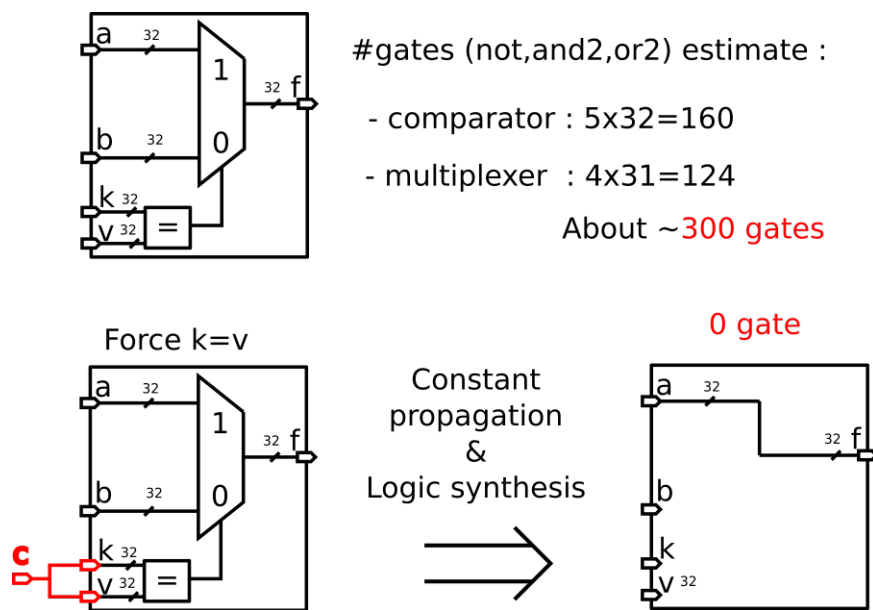 a 32
1
32 f
0
b 32
k 32
v 32
=
#gates (not,and2,or2) estimate :
- comparator : 5x32=160
- multiplexer : 4x31=124
About ~300 gates
Force k=v
a 32
1
32 f
0
b 32
c
k 32
v 32
=
Constant
propagation
&
Logic synthesis
0 gate
a 32
32 f
b
k
v 32